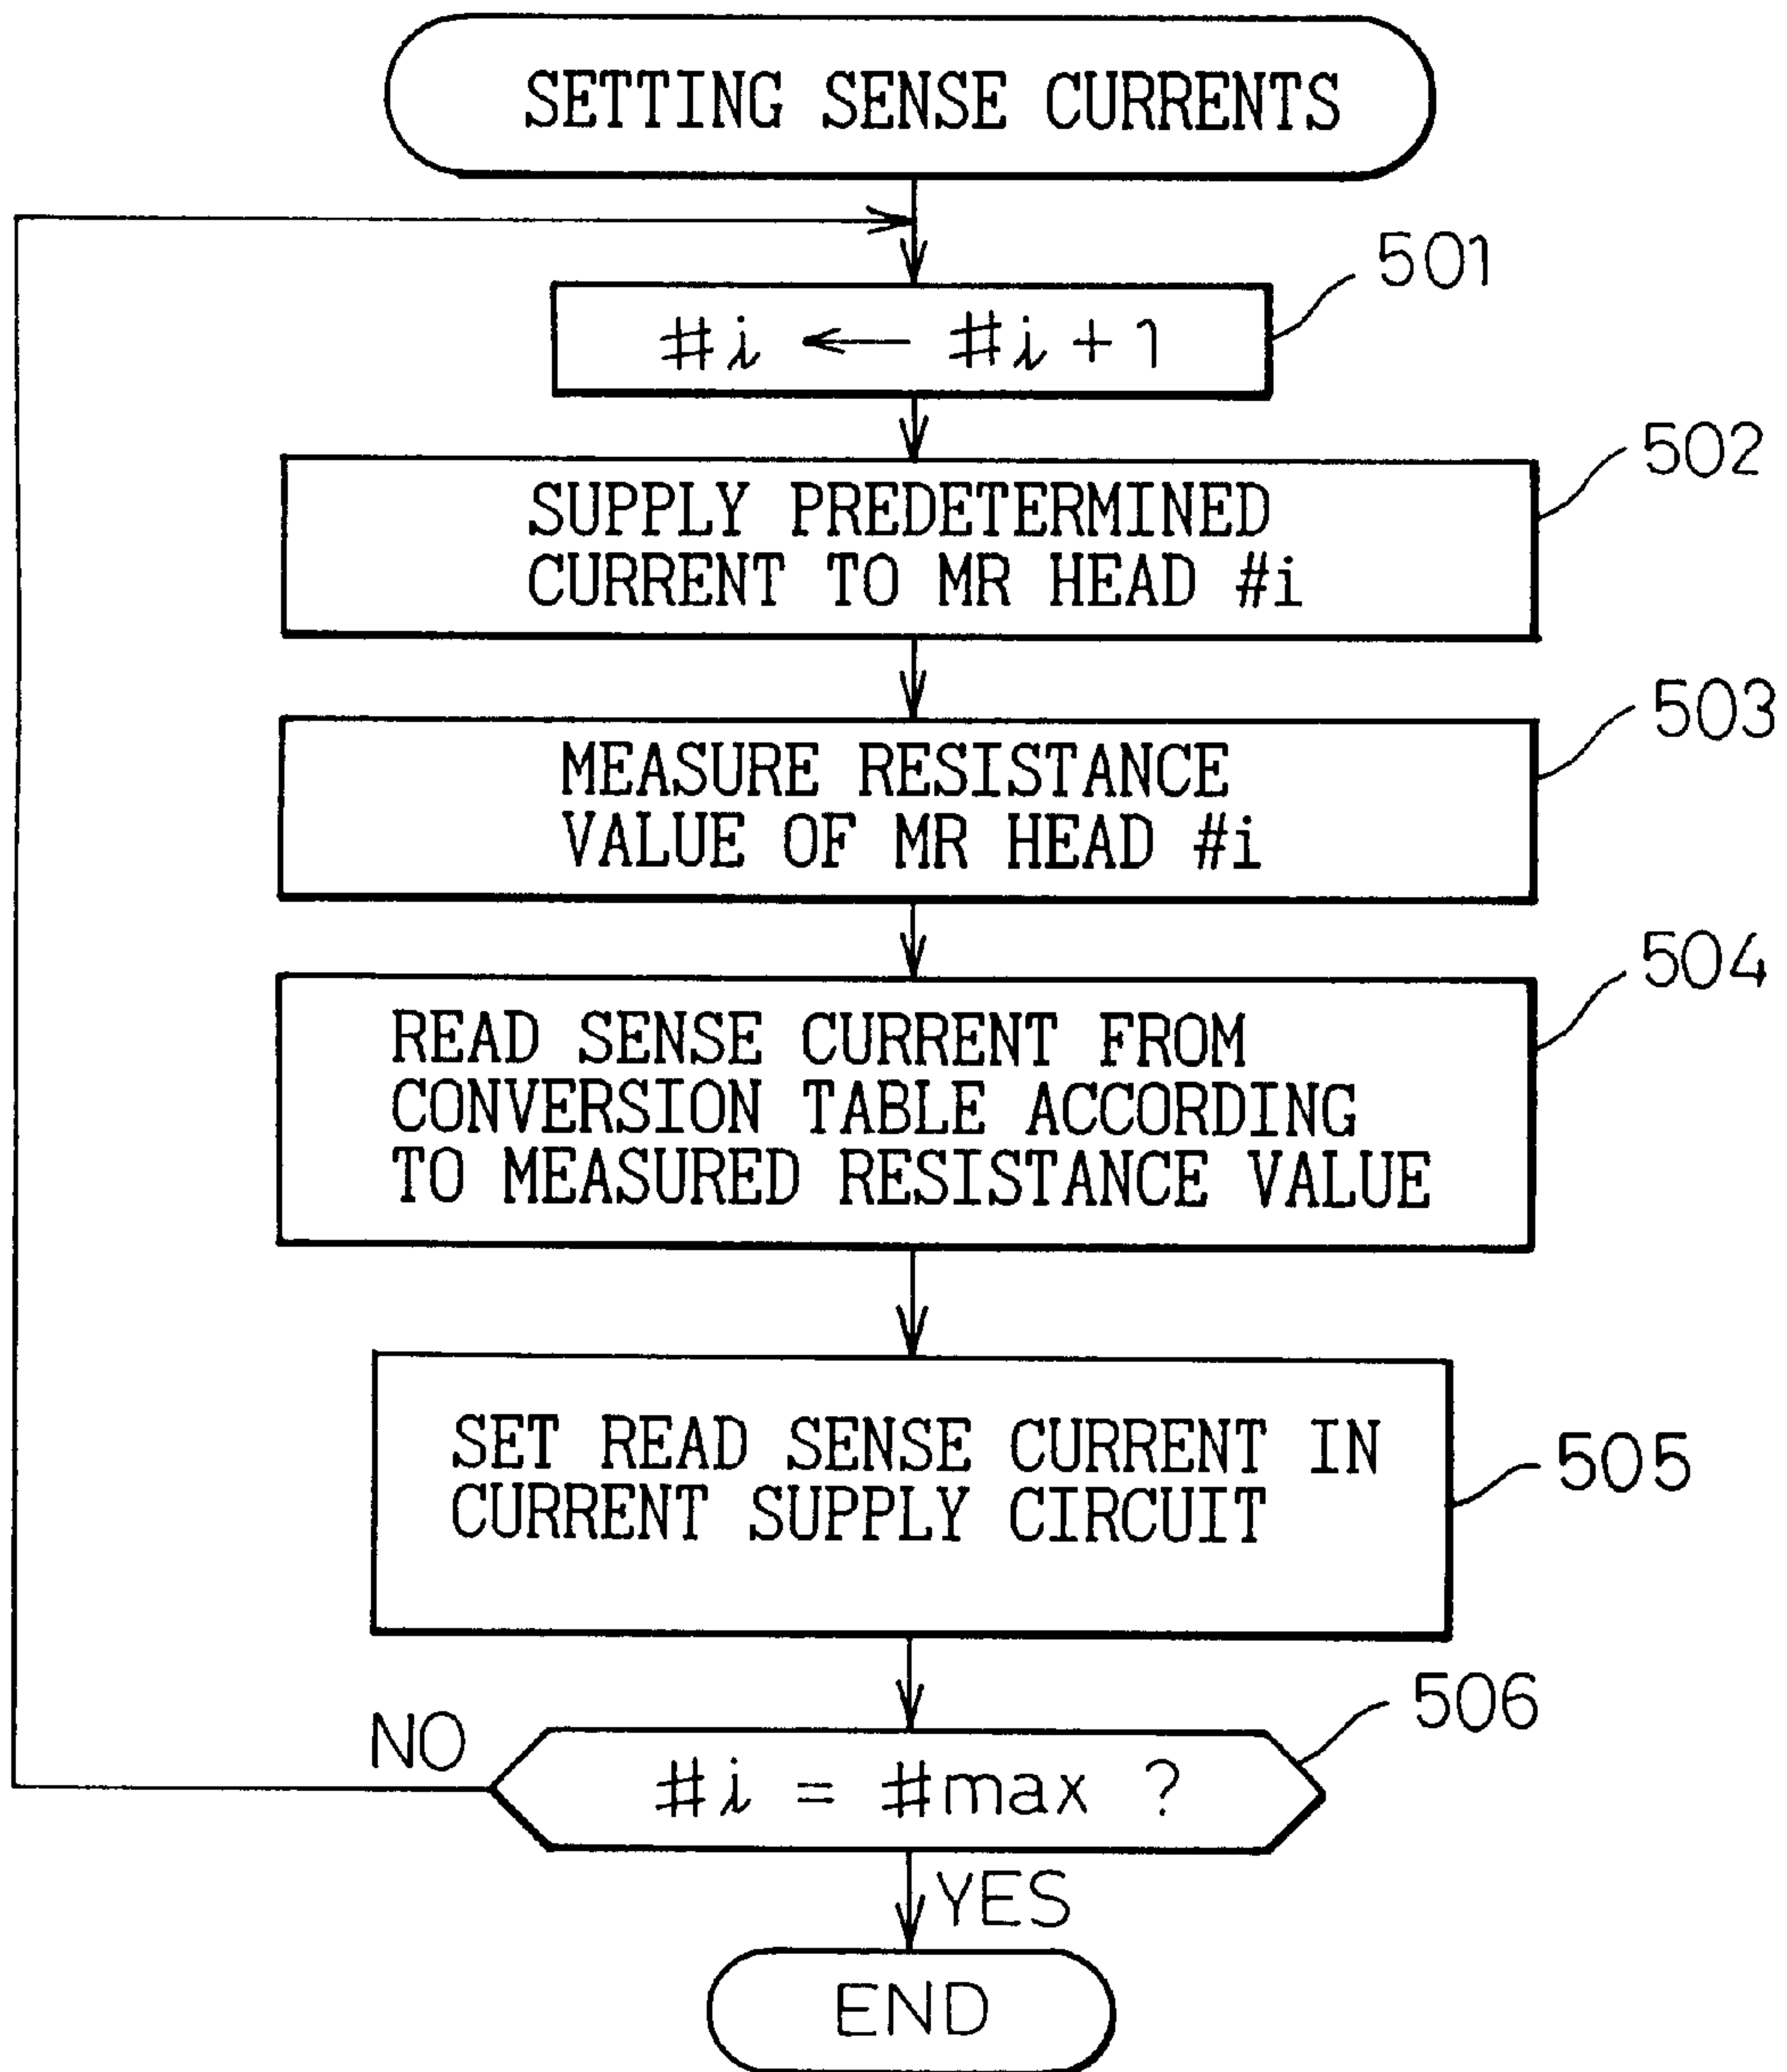 SETTING SENSE CURRENTS
501
#i ← #i + 1
502
SUPPLY PREDETERMINED
CURRENT TO MR HEAD #i
503
MEASURE RESISTANCE
VALUE OF MR HEAD #i
504
READ SENSE CURRENT FROM
CONVERSION TABLE ACCORDING
TO MEASURED RESISTANCE VALUE
SET READ SENSE CURRENT IN
CURRENT SUPPLY CIRCUIT
505
506
NO
#i = #max ?
YES
END